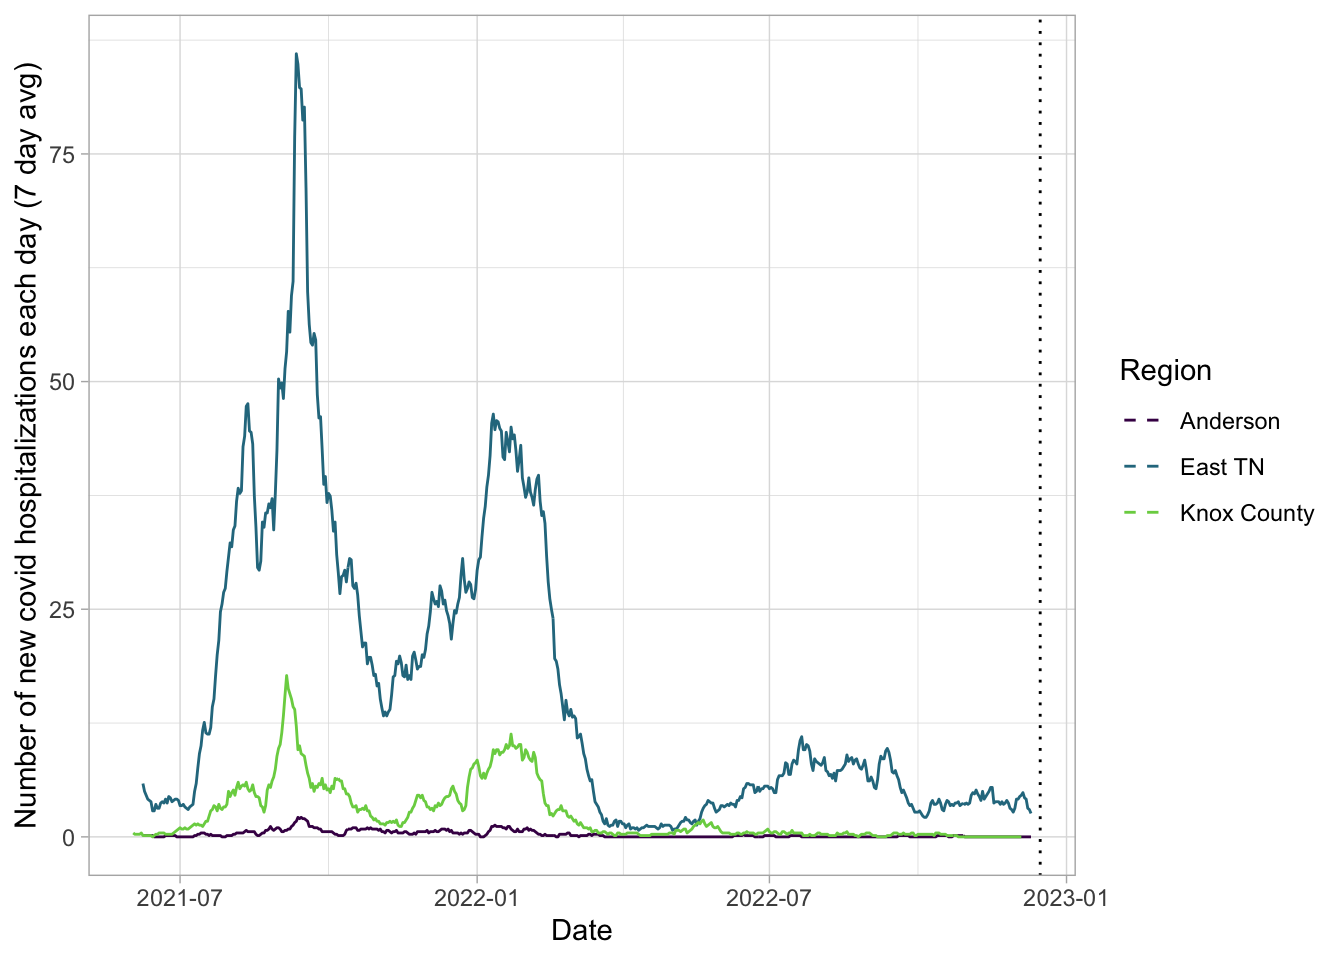 Number of new covid hospitalizations each day (7 day avg)
75
50
25
0
2021-07
2022-01
2022-07
2023-01
Date
Region
Anderson
East TN
Knox County